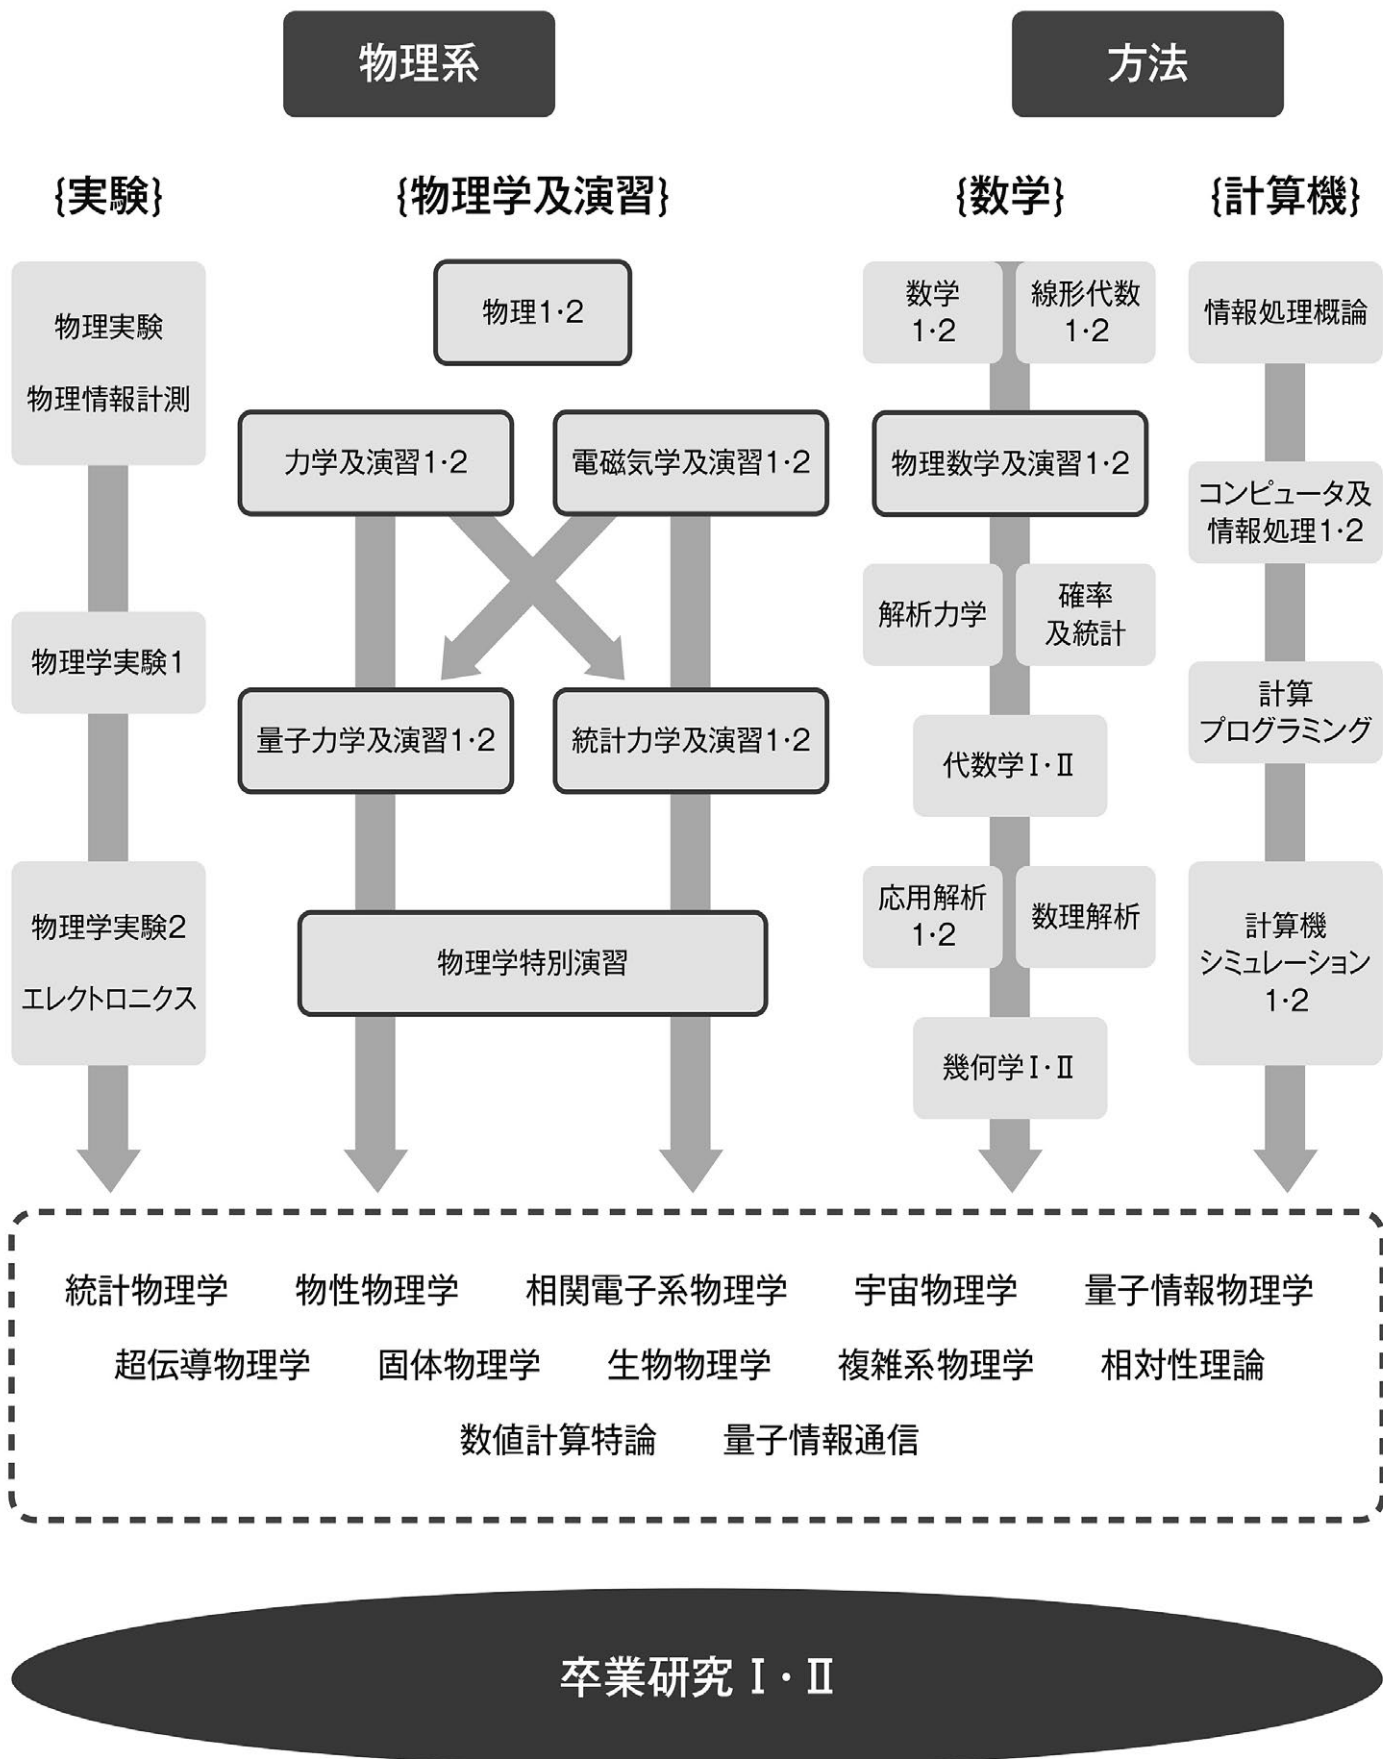 物理系
方法
{実験}
{物理学及演習}
{数学}
{計算機}
物理実験
物理情報計測
物理学実験1
物理学実験2
エレクトロニクス
物理1・2
力学及演習1・2
電磁気学及演習1・2
量子力学及演習1・2
統計力学及演習1・2
物理学特別演習
数学
1・2
線形代数
1・2
物理数学及演習1・2
解析力学
確率
及統計
代数学Ⅰ・Ⅱ
応用解析
1・2
数理解析
幾何学Ⅰ・Ⅱ
情報処理概論
コンピュータ及
情報処理1・2
計算
プログラミング
計算機
シミュレーション
1・2
統計物理学 物性物理学 相関電子系物理学 宇宙物理学 量子情報物理学
超伝導物理学 固体物理学 生物物理学 複雑系物理学 相対性理論
数値計算特論 量子情報通信
卒業研究Ⅰ・Ⅱ